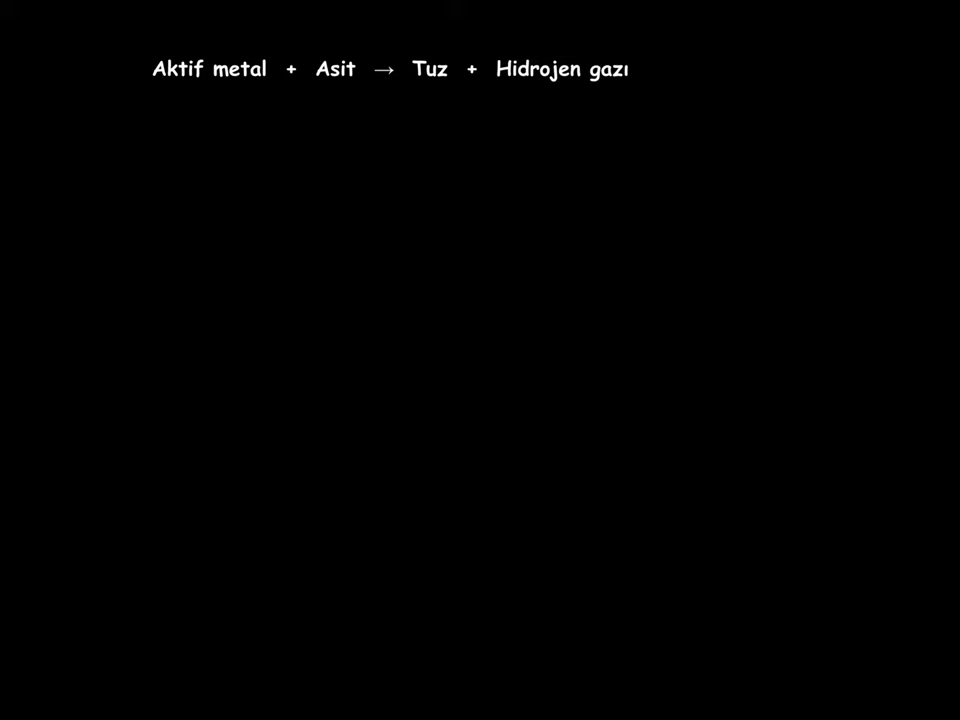 Aktif metal + Asit → Tuz + Hidrojen gazı